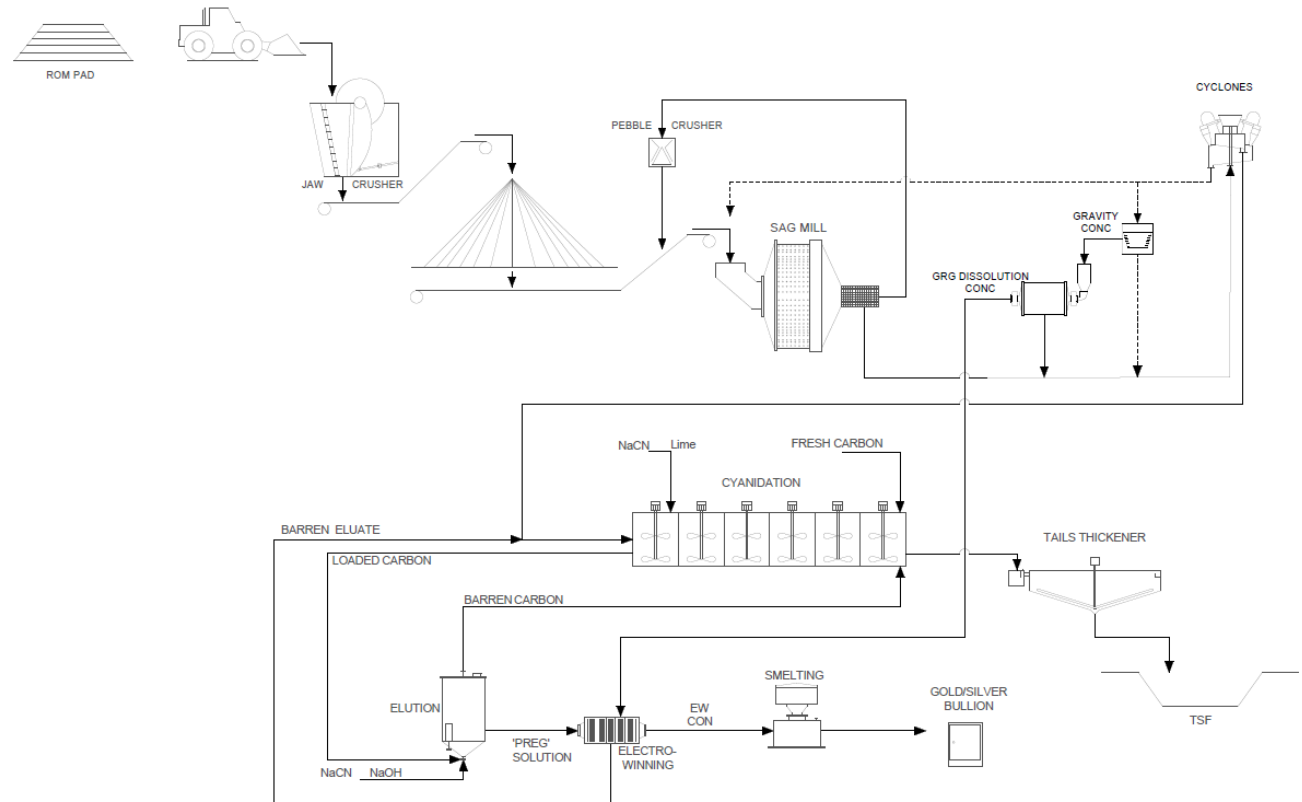 ROM PAD
JAW CRUSHER
PEBBLE CRUSHER
CYCLONES
SAG MILL
GRAVITY
CONC
GRG DISSOLUTION
CONC
NaCN Lime
FRESH CARBON
CYANIDATION
BARREN ELUATE
LOADED CARBON
BARREN CARBON
TAILS THICKENER
ELUTION
'PREG'
SOLUTION
ELECTRO-
WINNING
EW
CON
SMELTING
GOLD/SILVER
BULLION
TSF
NaCN NaOH